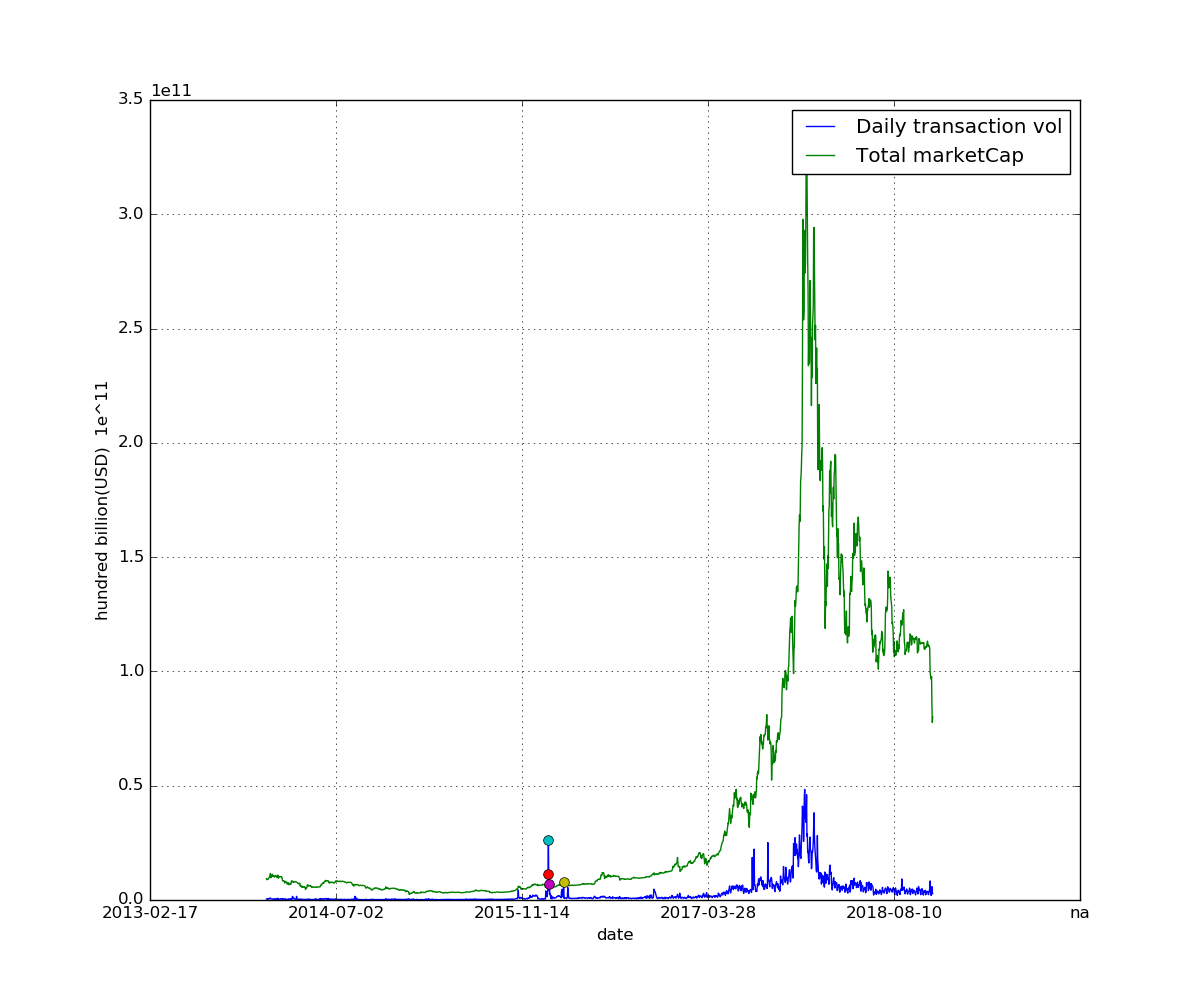 1e11
3.5
3.0
2.5
2.0
1.5
1.0
0.5
0.0
hundred billion(USD)  1e^11
Daily transaction vol
Total marketCap
2013-02-17
2014-07-02
2015-11-14
2017-03-28
2018-08-10
na
date